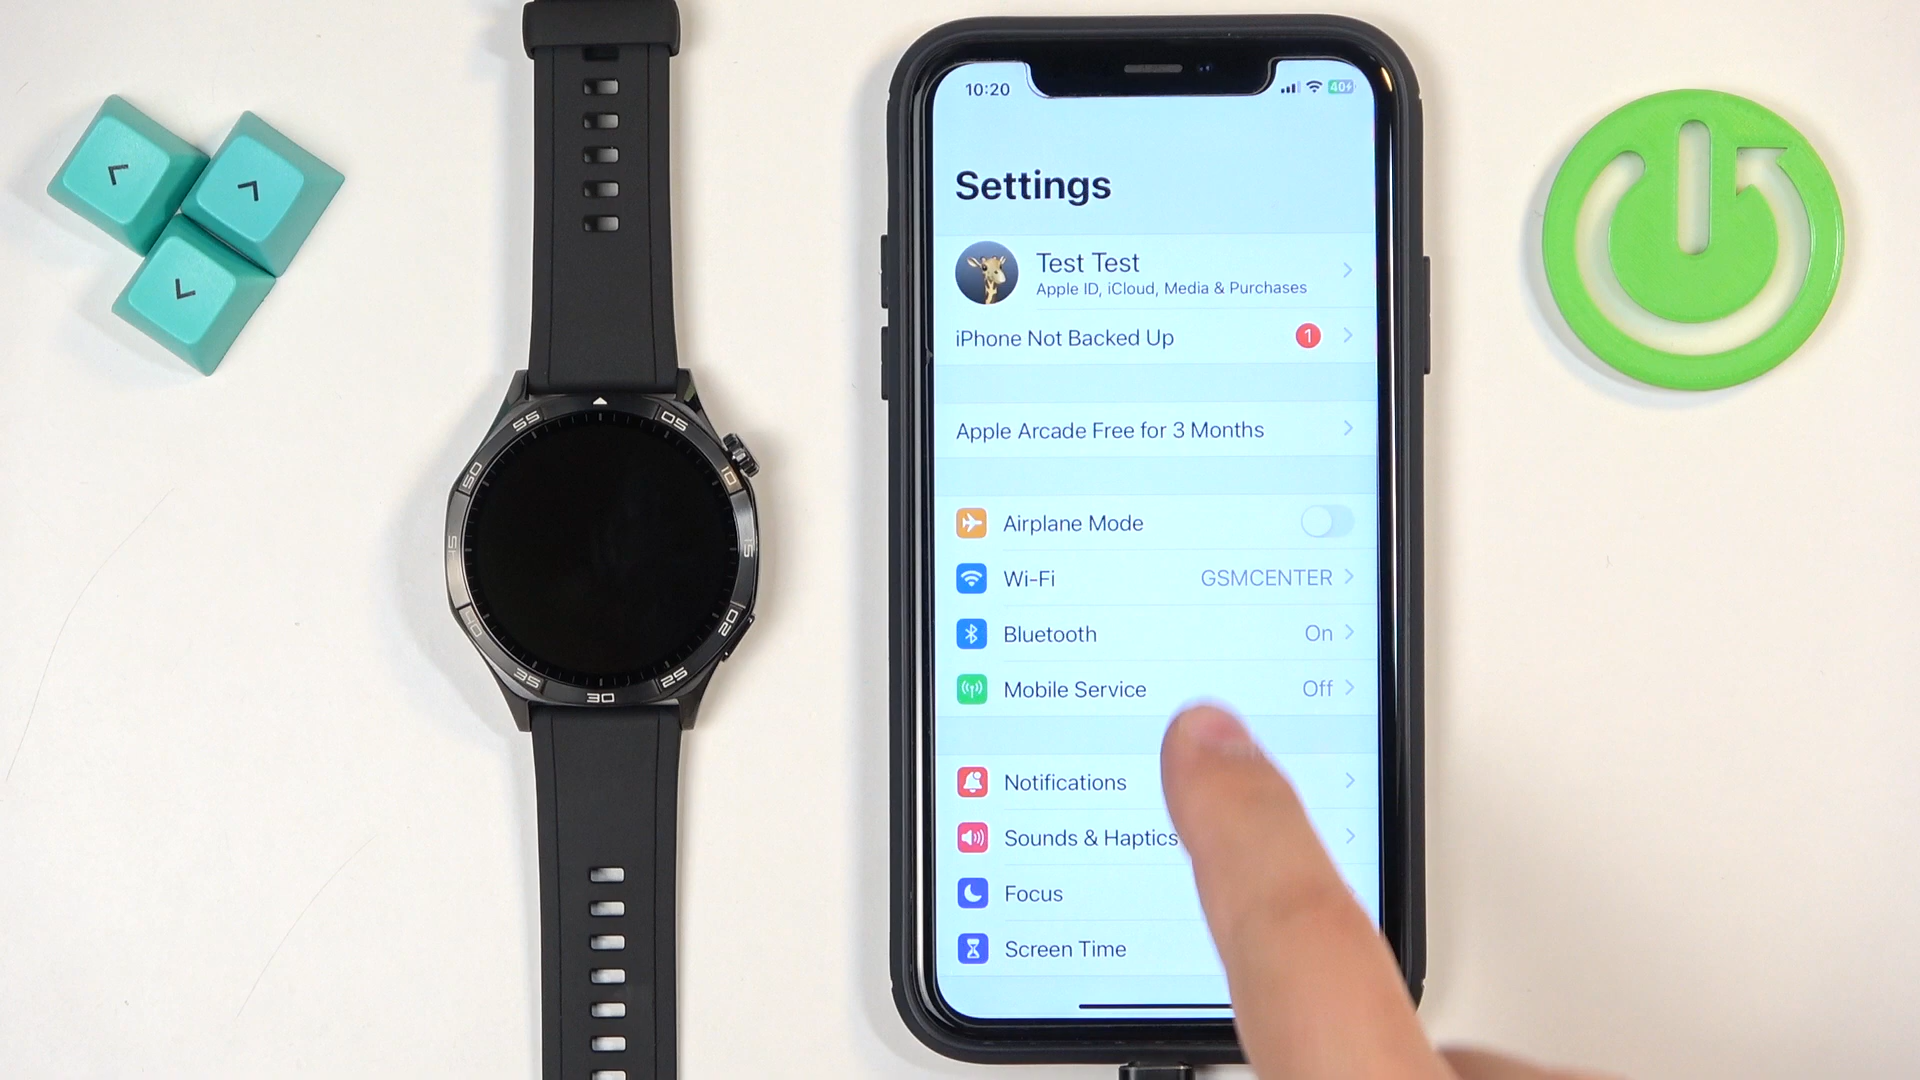 10:20
40
Settings
Test Test
Apple ID, iCloud, Media & Purchases
iPhone Not Backed Up
1
Apple Arcade Free for 3 Months
Airplane Mode
Wi-Fi GSMCENTER
Bluetooth On
Mobile Service Off
Notifications
Sounds & Haptics
Focus
Screen Time
05
10
15
20
25
30
35
40
45
50
55